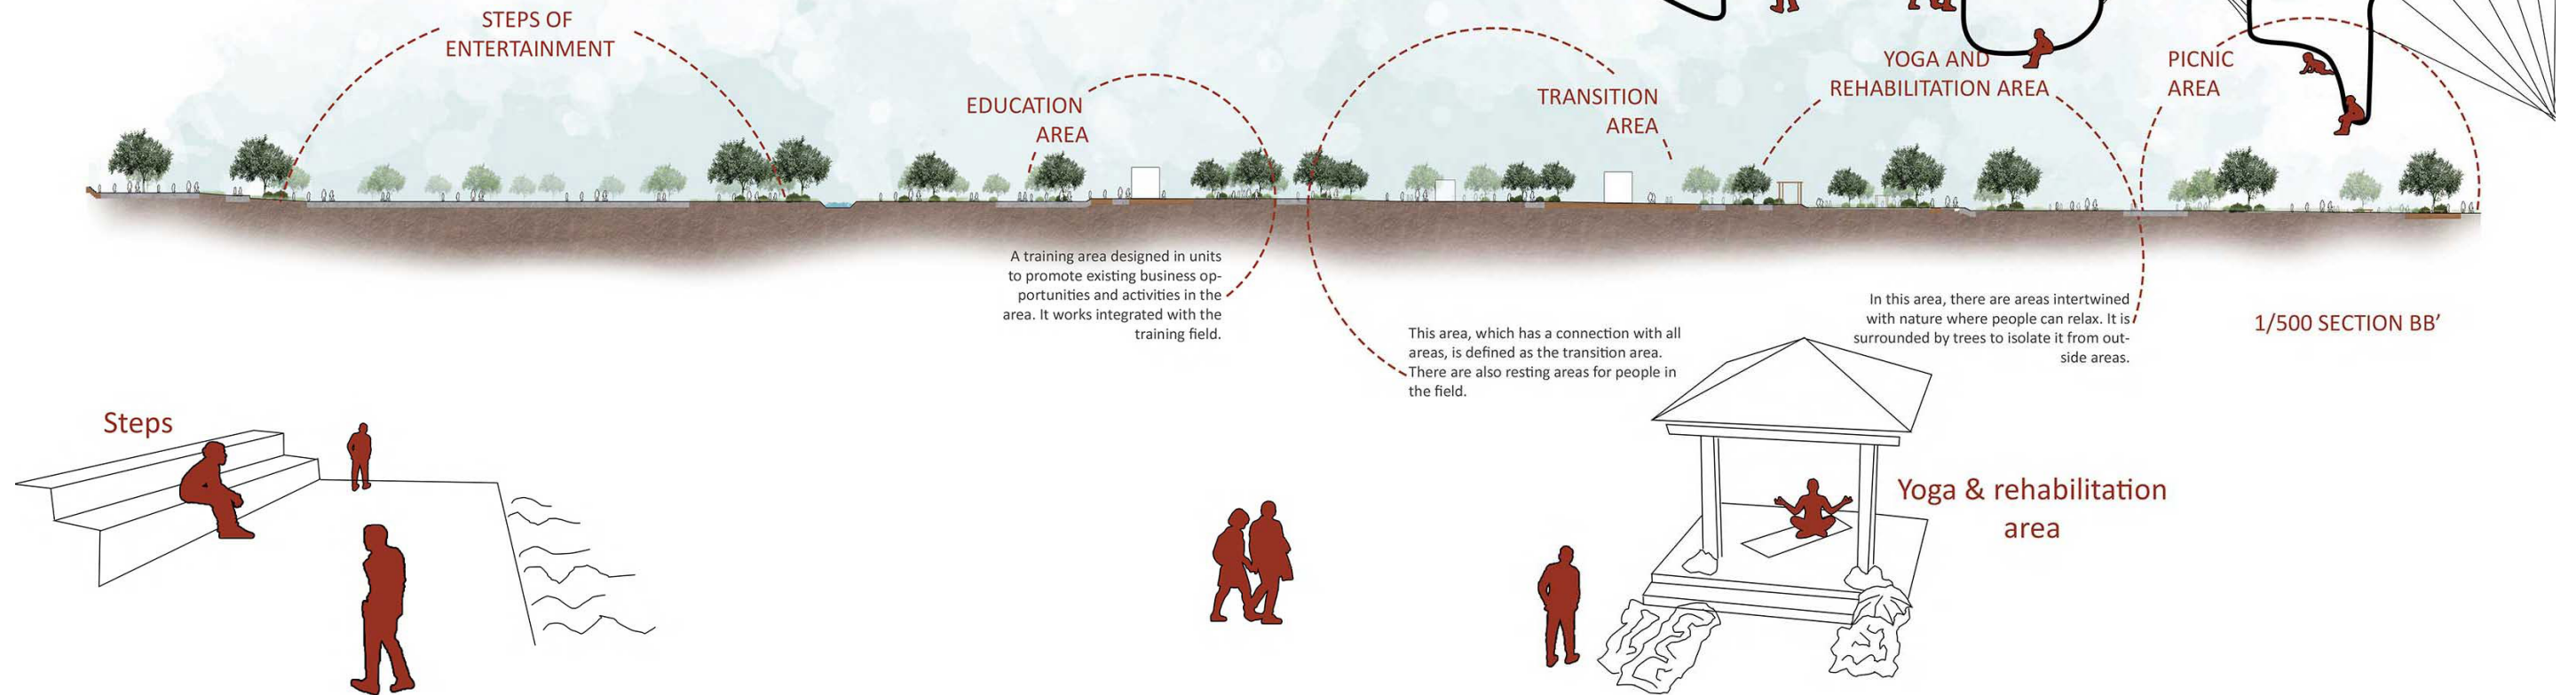 STEPS OF
ENTERTAINMENT
EDUCATION
AREA
TRANSITION
AREA
YOGA AND
REHABILITATION AREA
PICNIC
AREA
A training area designed in units
to promote existing business op-
portunities and activities in the
area. It works integrated with the
training field.
This area, which has a connection with all
areas, is defined as the transition area.
There are also resting areas for people in
the field.
In this area, there are areas intertwined
with nature where people can relax. It is
surrounded by trees to isolate it from out-
side areas.
1/500 SECTION BB'
Steps
Yoga & rehabilitation
area